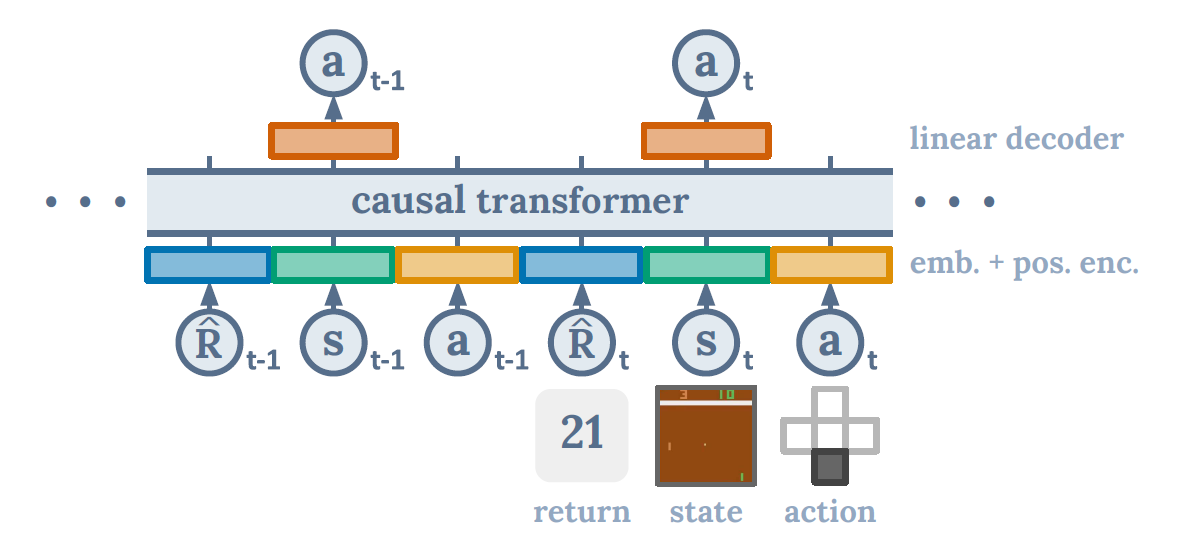 a t-1 a t
linear decoder
• • • causal transformer • • •
emb. + pos. enc.
R̂ t-1 s t-1 a t-1 R̂ t s t a t
3 10
21
return state action